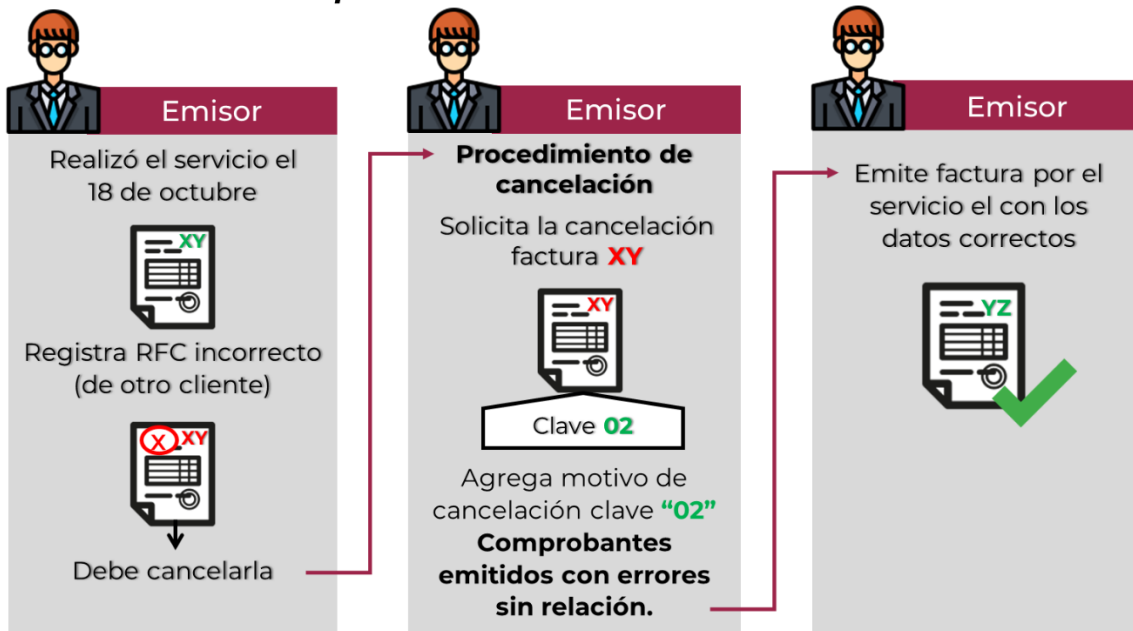 Emisor
Realizó el servicio el
18 de octubre
XY
Registra RFC incorrecto
(de otro cliente)
X XY
Debe cancelarla
Emisor
Procedimiento de
cancelación
Solicita la cancelación
factura XY
XY
Clave 02
Agrega motivo de
cancelación clave “02”
Comprobantes
emitidos con errores
sin relación.
Emisor
Emite factura por el
servicio el con los
datos correctos
YZ